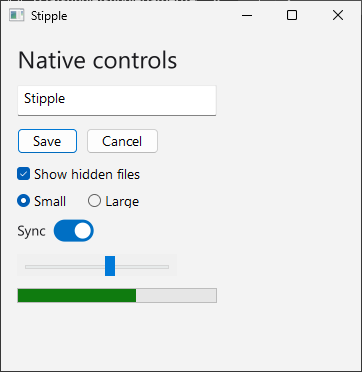 Stipple
Native controls
Stipple
Save Cancel
Show hidden files
Small Large
Sync